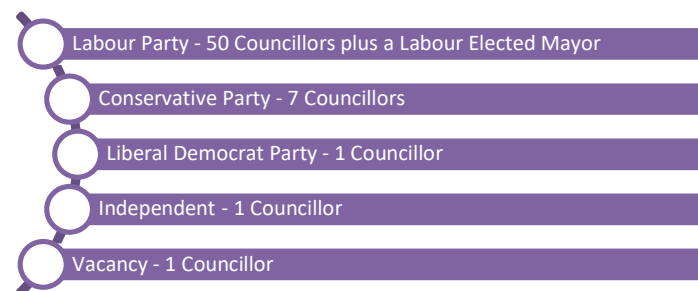 Labour Party - 50 Councillors plus a Labour Elected Mayor
Conservative Party - 7 Councillors
Liberal Democrat Party - 1 Councillor
Independent - 1 Councillor
Vacancy - 1 Councillor